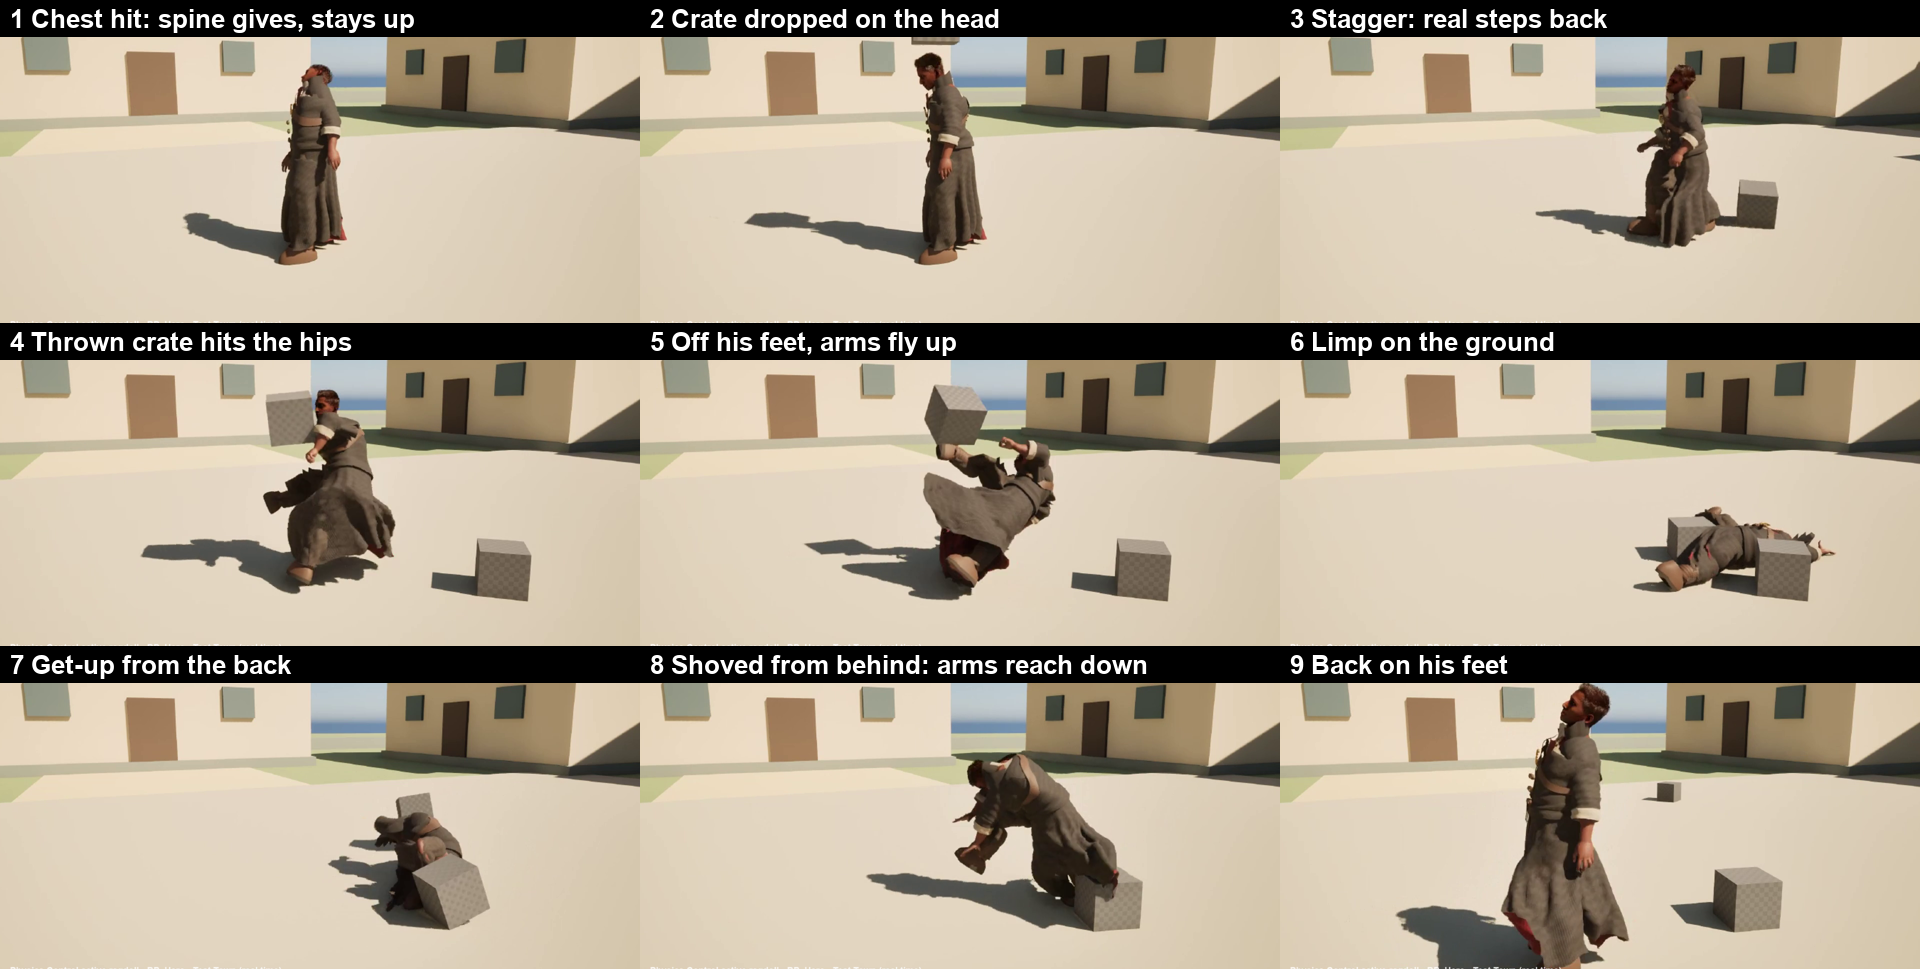 1 Chest hit: spine gives, stays up
2 Crate dropped on the head
3 Stagger: real steps back
4 Thrown crate hits the hips
5 Off his feet, arms fly up
6 Limp on the ground
7 Get-up from the back
8 Shoved from behind: arms reach down
9 Back on his feet